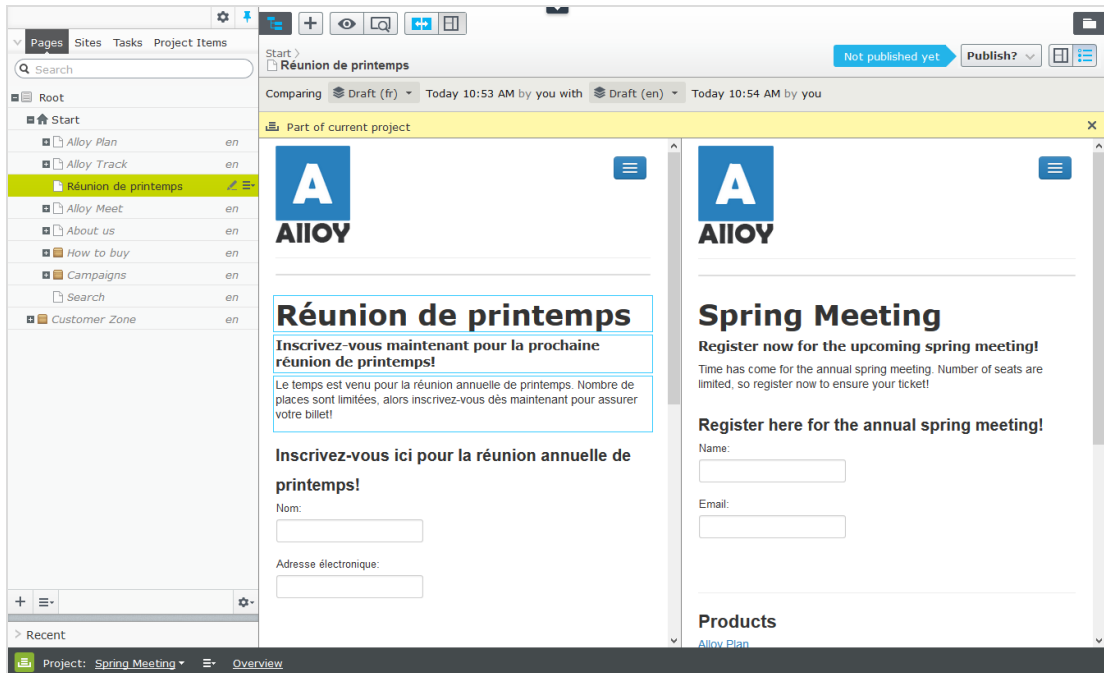 Pages Sites Tasks Project Items
Search
Root
Start
Alloy Plan en
Alloy Track en
Réunion de printemps
Alloy Meet en
About us en
How to buy en
Campaigns en
Search en
Customer Zone en
Recent
Start
Réunion de printemps
Not published yet
Publish?
Comparing Draft (fr) Today 10:53 AM by you with Draft (en) Today 10:54 AM by you
Part of current project
A
Alloy
Réunion de printemps
Inscrivez-vous maintenant pour la prochaine
réunion de printemps!
Le temps est venu pour la réunion annuelle de printemps. Nombre de
places sont limitées, alors inscrivez-vous dès maintenant pour assurer
votre billet!
Inscrivez-vous ici pour la réunion annuelle de
printemps!
Nom:
Adresse électronique:
A
Alloy
Spring Meeting
Register now for the upcoming spring meeting!
Time has come for the annual spring meeting. Number of seats are
limited, so register now to ensure your ticket!
Register here for the annual spring meeting!
Name:
Email:
Products
Alloy Plan
Project: Spring Meeting Overview